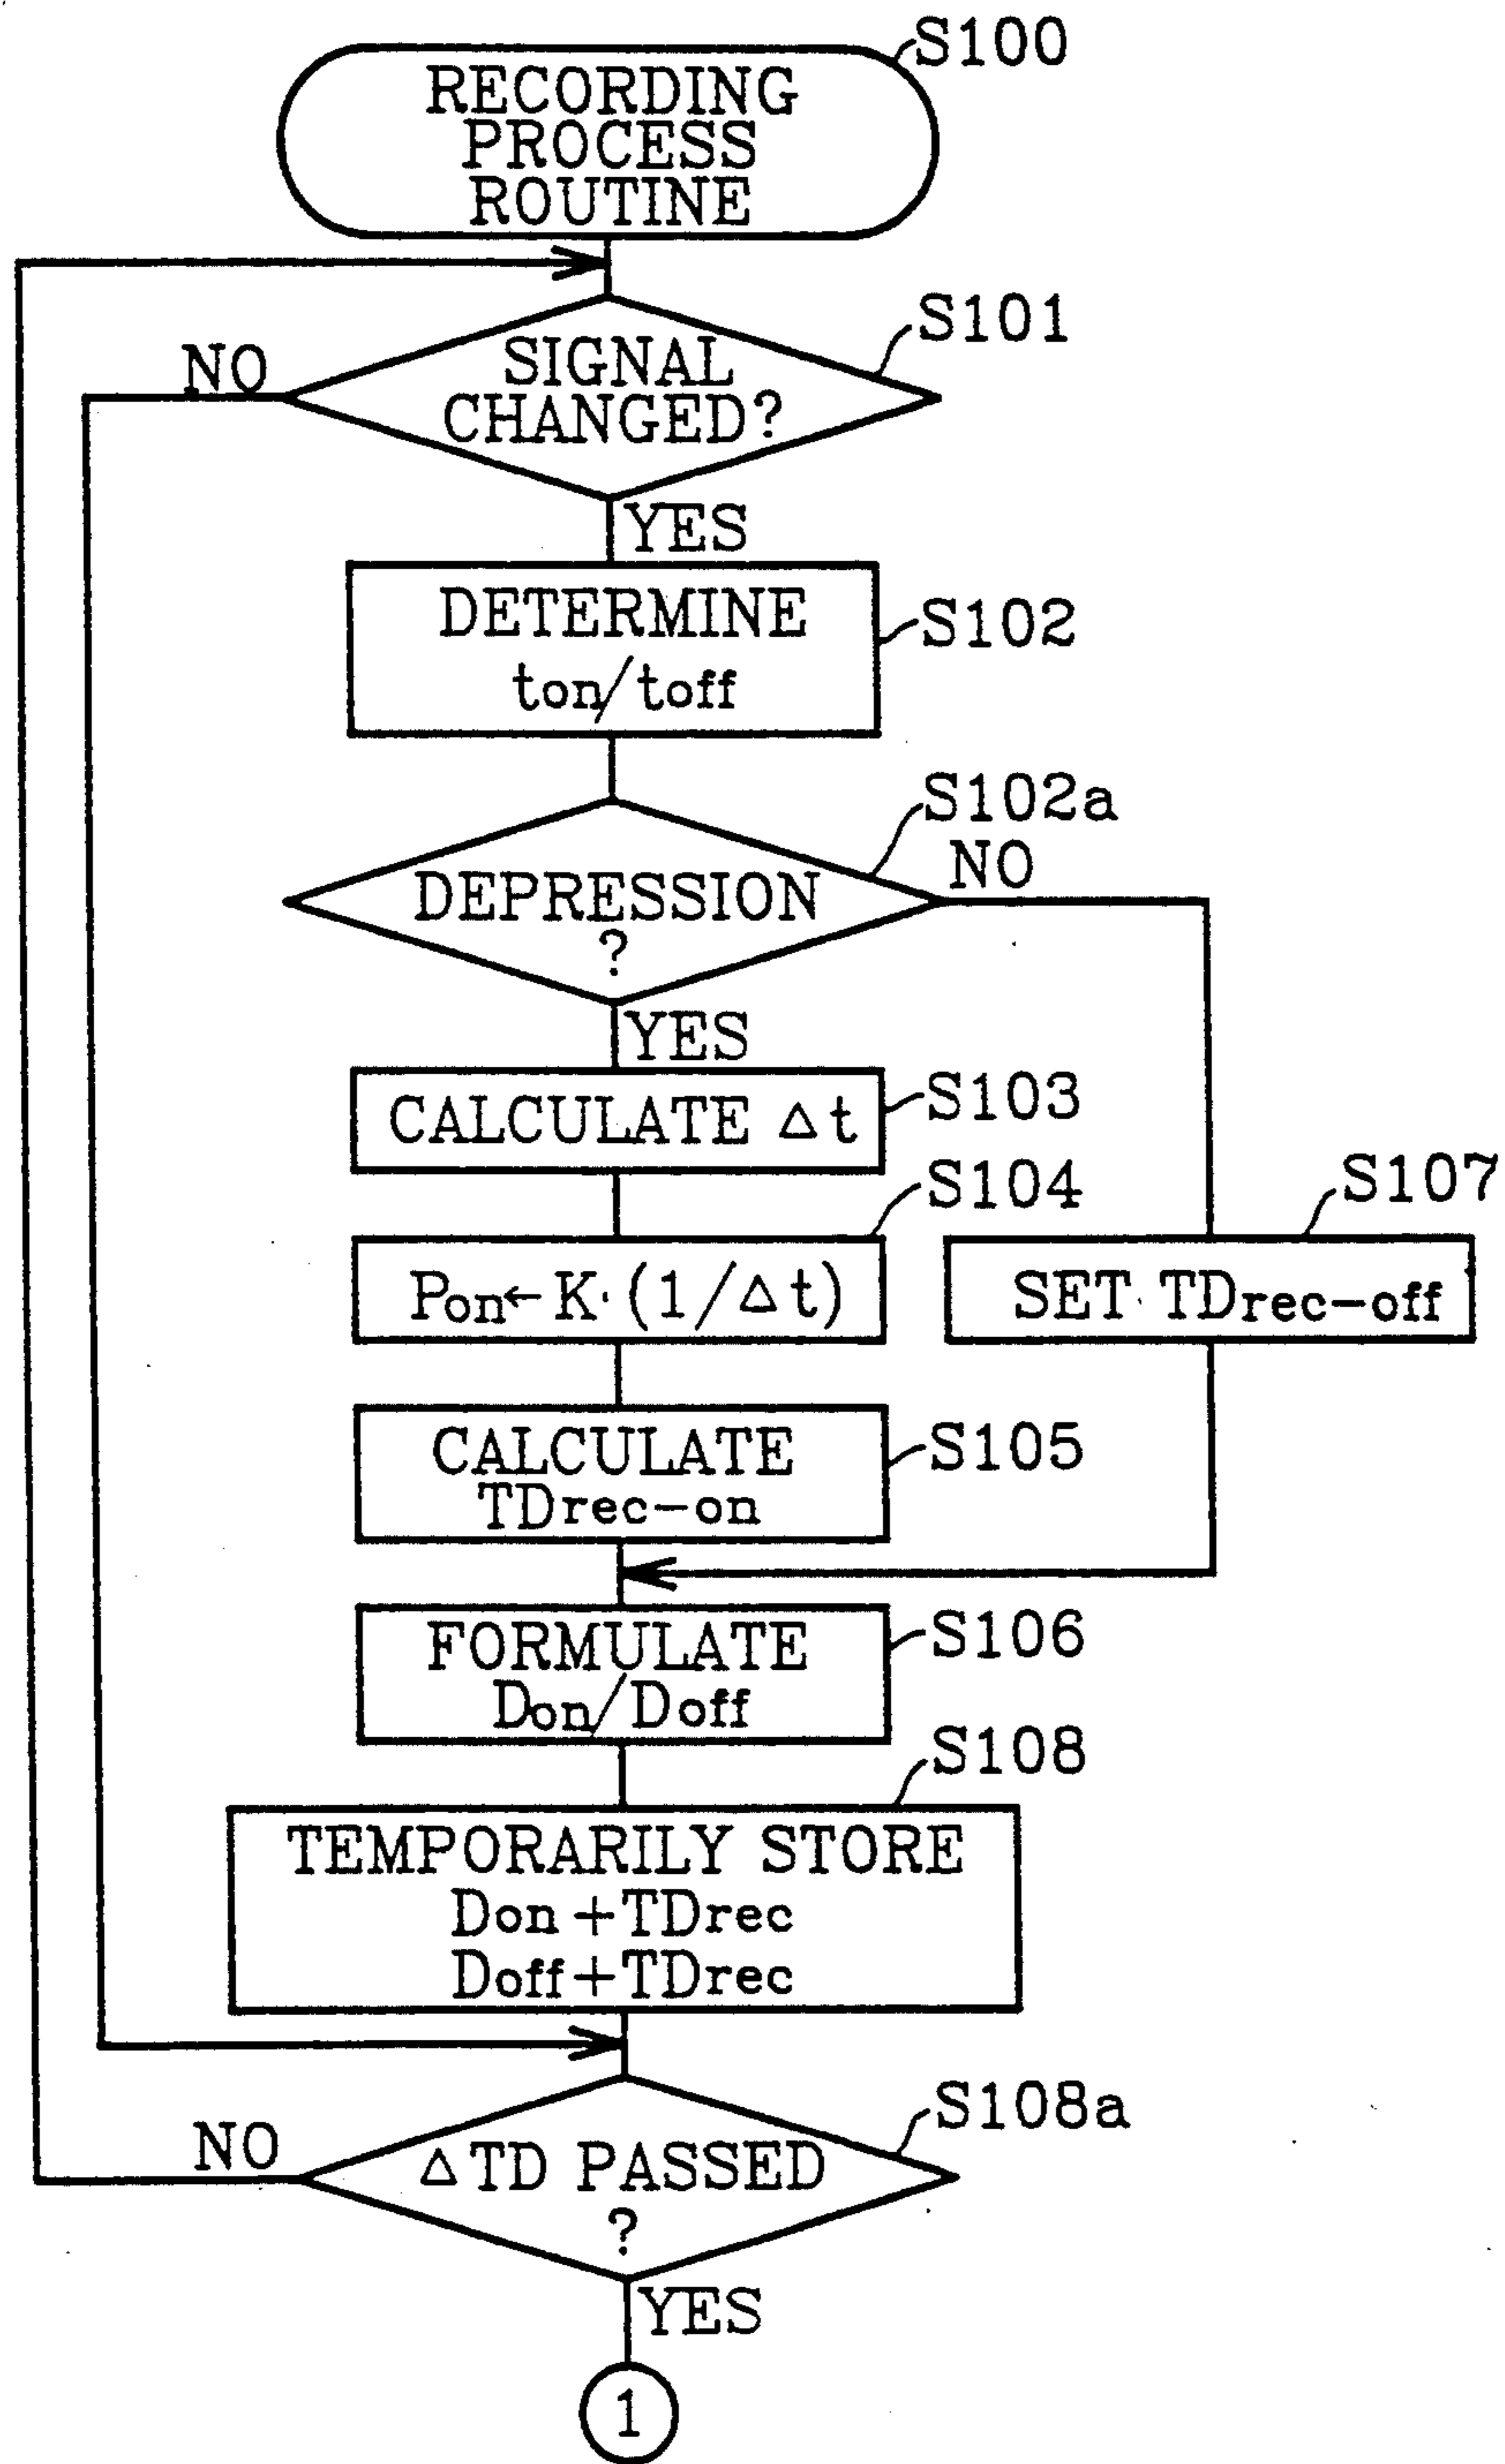 S100
RECORDING
PROCESS
ROUTINE
S101
NO
SIGNAL
CHANGED?
YES
S102
DETERMINE
ton/toff
S102a
NO
DEPRESSION
?
YES
S103
CALCULATE Δt
S104
S107
Pon←K·(1/Δt)
SET TDrec-off
S105
CALCULATE
TDrec-on
S106
FORMULATE
Don/Doff
S108
TEMPORARILY STORE
Don+TDrec
Doff+TDrec
S108a
NO
ΔTD PASSED
?
YES
1